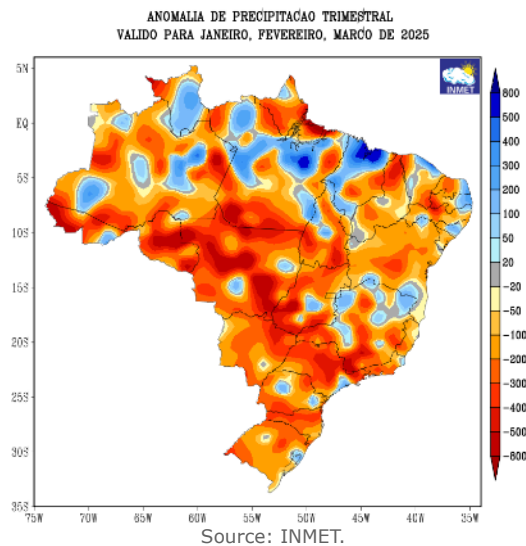 ANOMALIA DE PRECIPITACAO TRIMESTRAL
VALIDO PARA JANEIRO, FEVEREIRO, MARCO DE 2025
INMET
5N
EQ
5S
10S
15S
20S
25S
30S
35S
75W 70W 65W 60W 55W 50W 45W 40W 35W
800
500
400
300
200
100
50
20
-20
-50
-100
-200
-300
-400
-500
-800
Source: INMET.